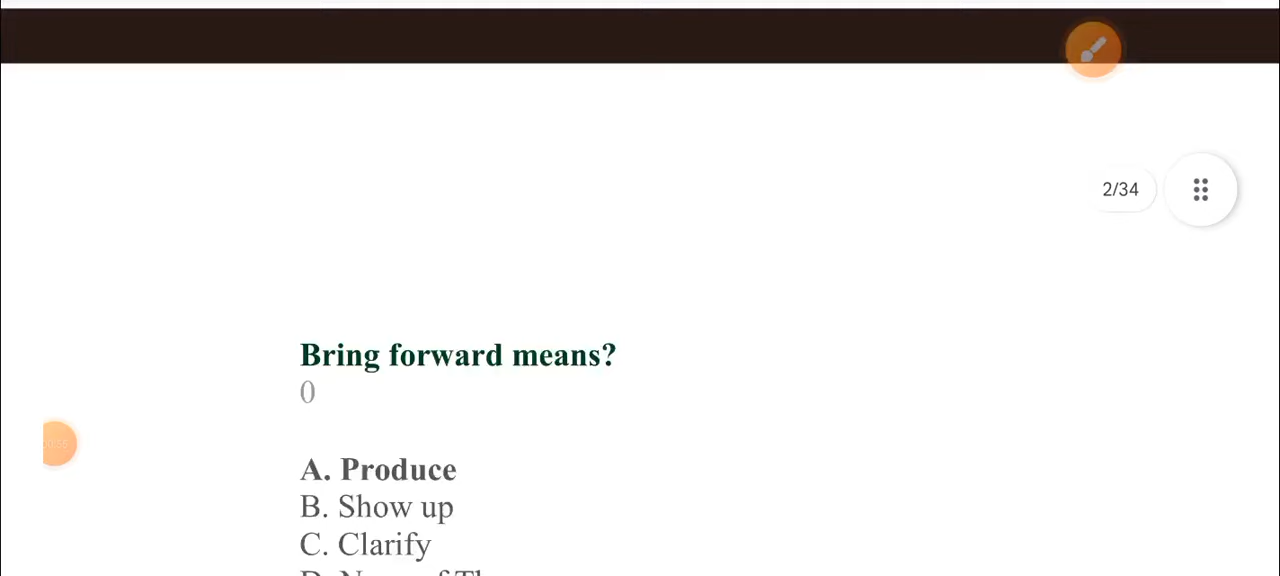 2/34
Bring forward means?
0
A. Produce
B. Show up
C. Clarify